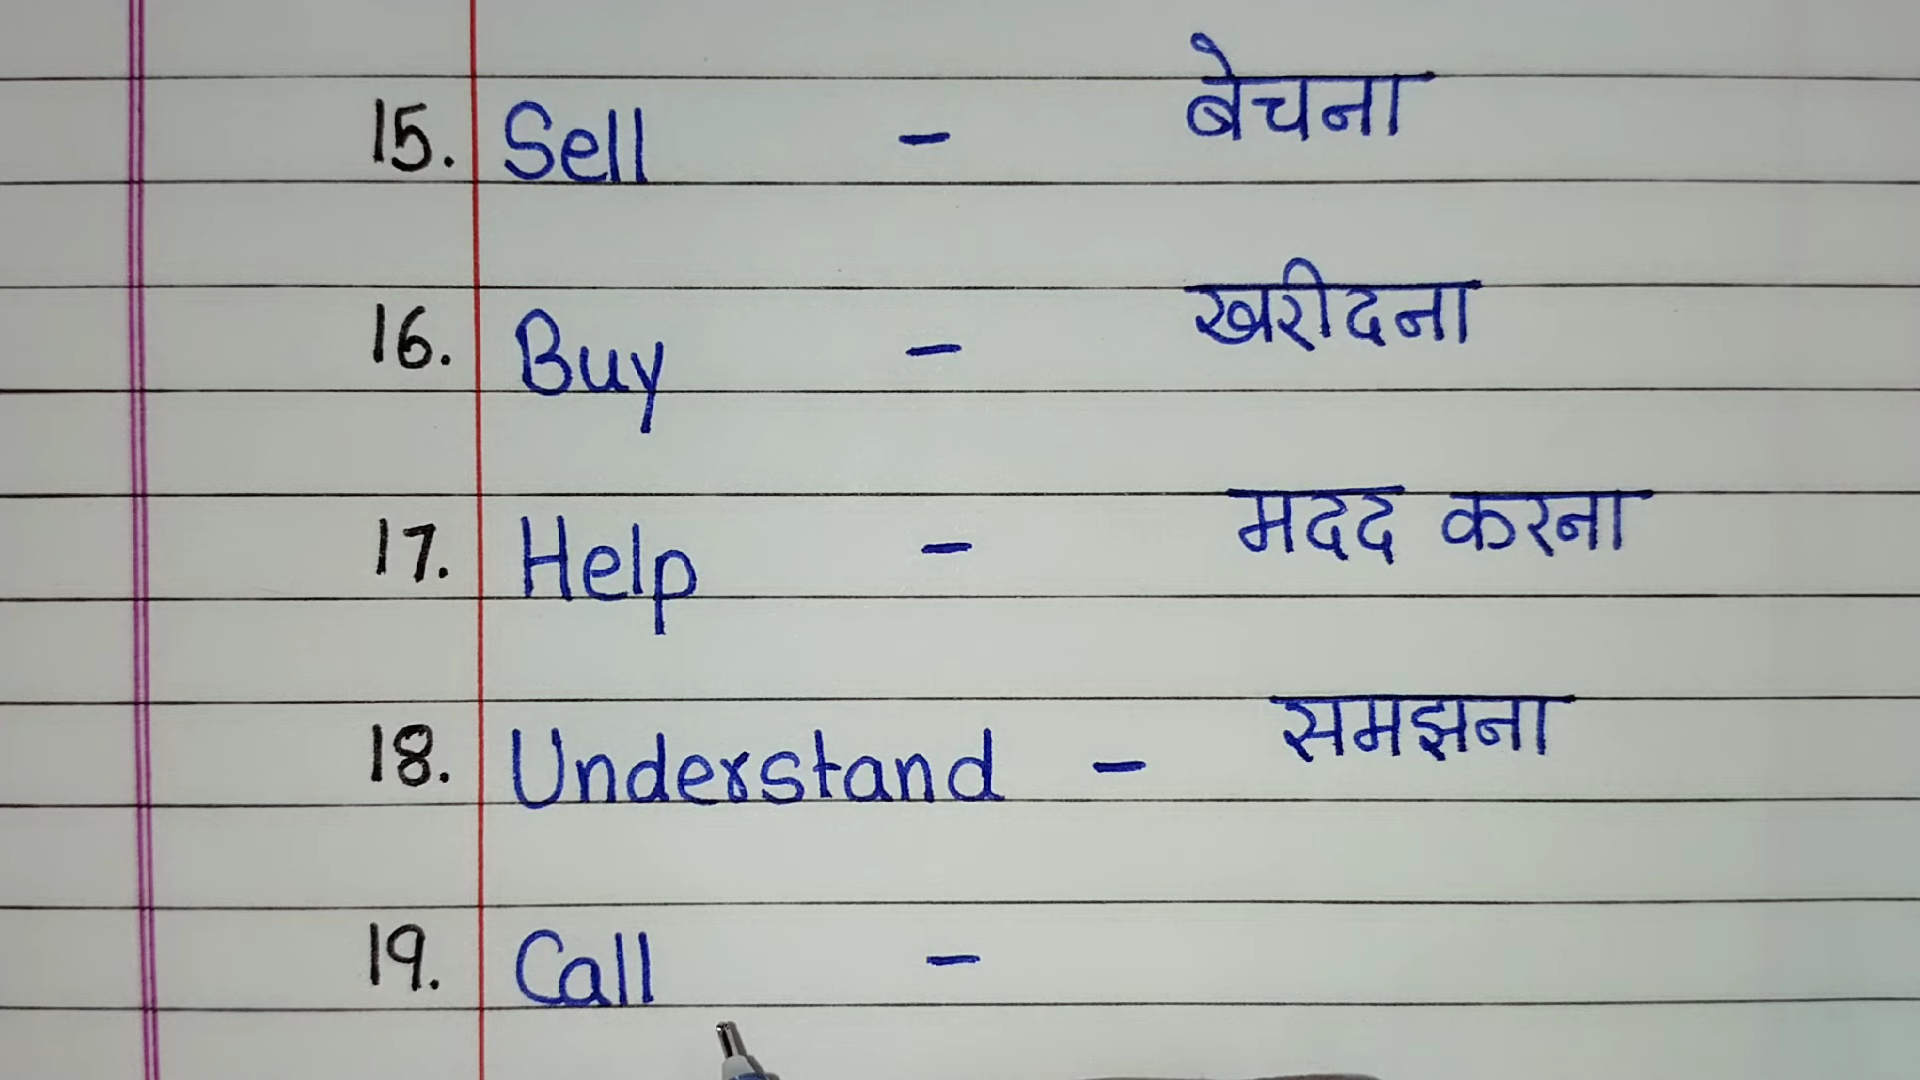 15. Sell - बेचना
16. Buy - खरीदना
17. Help - मदद करना
18. Understand - समझना
19. Call -